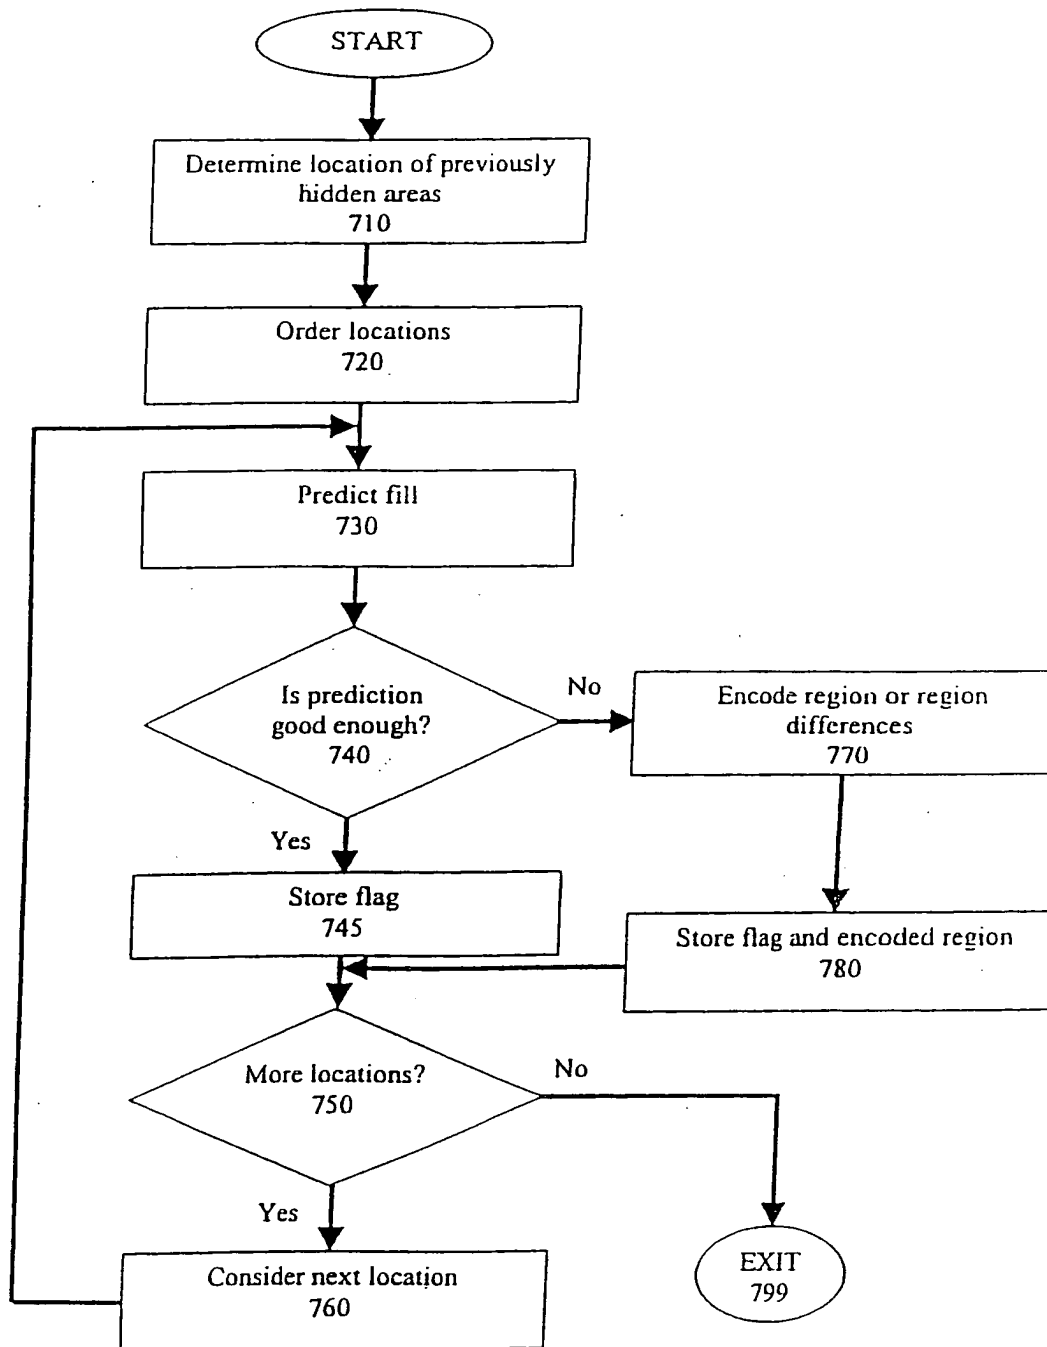 START
Determine location of previously
hidden areas
710
Order locations
720
Predict fill
730
Is prediction
good enough?
740
No
Encode region or region
differences
770
Yes
Store flag
745
Store flag and encoded region
780
More locations?
750
No
Yes
Consider next location
760
EXIT
799